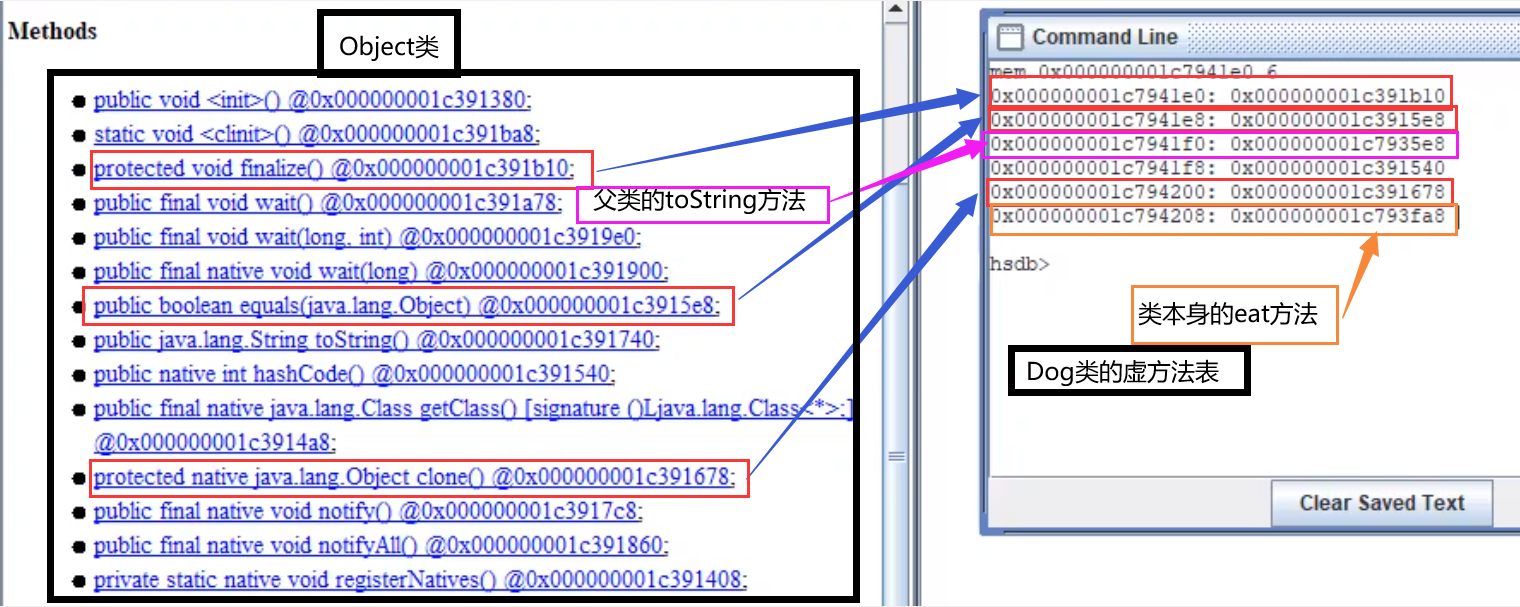 Methods
Object类
public void <init>() @0x000000001c391380;
static void <clinit>() @0x000000001c391ba8;
protected void finalize() @0x000000001c391b10;
public final void wait() @0x000000001c391a78;
public final void wait(long, int) @0x000000001c3919e0;
public final native void wait(long) @0x000000001c391900;
public boolean equals(java.lang.Object) @0x000000001c3915e8;
public java.lang.String toString() @0x000000001c391740;
public native int hashCode() @0x000000001c391540;
public final native java.lang.Class getClass() [signature ()Ljava.lang.Class<*>;]
@0x000000001c3914a8;
protected native java.lang.Object clone() @0x000000001c391678;
public final native void notify() @0x000000001c3917c8;
public final native void notifyAll() @0x000000001c391860;
private static native void registerNatives() @0x000000001c391408;
父类的toString方法
Command Line
mem 0x000000001c7941e0 6
0x000000001c7941e0: 0x000000001c391b10
0x000000001c7941e8: 0x000000001c3915e8
0x000000001c7941f0: 0x000000001c7935e8
0x000000001c7941f8: 0x000000001c391540
0x000000001c794200: 0x000000001c391678
0x000000001c794208: 0x000000001c793fa8
hsdb>
类本身的eat方法
Dog类的虚方法表
Clear Saved Text